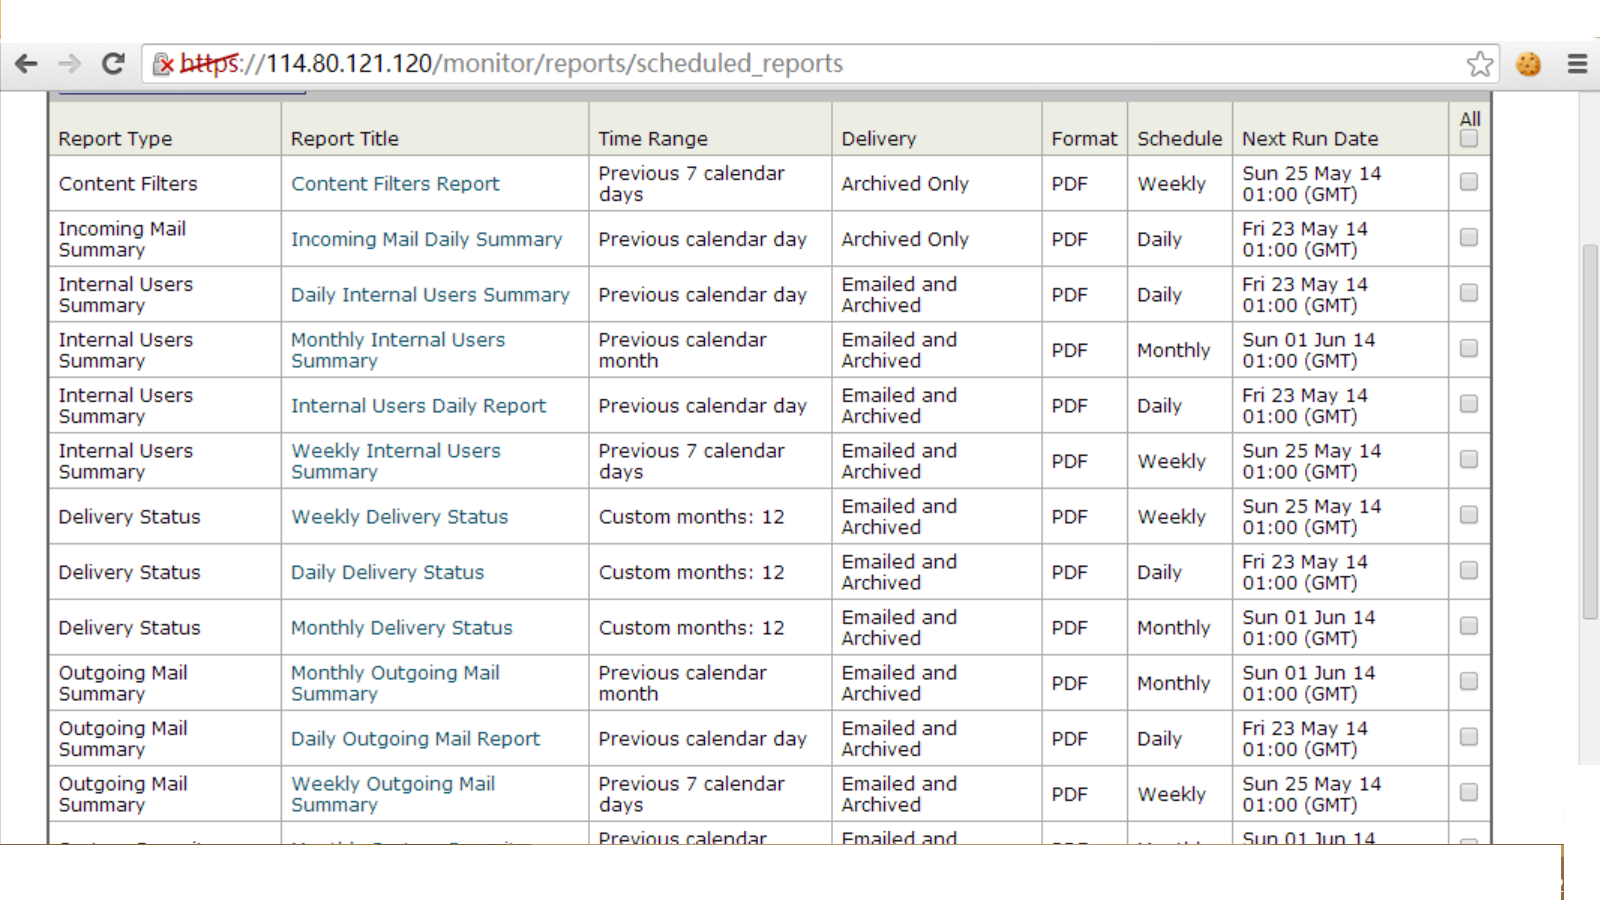 https://114.80.121.120/monitor/reports/scheduled_reports
All
Report Type Report Title Time Range Delivery Format Schedule Next Run Date
Content Filters Content Filters Report Previous 7 calendar days Archived Only PDF Weekly Sun 25 May 14 01:00 (GMT)
Incoming Mail Summary Incoming Mail Daily Summary Previous calendar day Archived Only PDF Daily Fri 23 May 14 01:00 (GMT)
Internal Users Summary Daily Internal Users Summary Previous calendar day Emailed and Archived PDF Daily Fri 23 May 14 01:00 (GMT)
Internal Users Summary Monthly Internal Users Summary Previous calendar month Emailed and Archived PDF Monthly Sun 01 Jun 14 01:00 (GMT)
Internal Users Summary Internal Users Daily Report Previous calendar day Emailed and Archived PDF Daily Fri 23 May 14 01:00 (GMT)
Internal Users Summary Weekly Internal Users Summary Previous 7 calendar days Emailed and Archived PDF Weekly Sun 25 May 14 01:00 (GMT)
Delivery Status Weekly Delivery Status Custom months: 12 Emailed and Archived PDF Weekly Sun 25 May 14 01:00 (GMT)
Delivery Status Daily Delivery Status Custom months: 12 Emailed and Archived PDF Daily Fri 23 May 14 01:00 (GMT)
Delivery Status Monthly Delivery Status Custom months: 12 Emailed and Archived PDF Monthly Sun 01 Jun 14 01:00 (GMT)
Outgoing Mail Summary Monthly Outgoing Mail Summary Previous calendar month Emailed and Archived PDF Monthly Sun 01 Jun 14 01:00 (GMT)
Outgoing Mail Summary Daily Outgoing Mail Report Previous calendar day Emailed and Archived PDF Daily Fri 23 May 14 01:00 (GMT)
Outgoing Mail Summary Weekly Outgoing Mail Summary Previous 7 calendar days Emailed and Archived PDF Weekly Sun 25 May 14 01:00 (GMT)
Previous calendar Emailed and Sun 01 Jun 14